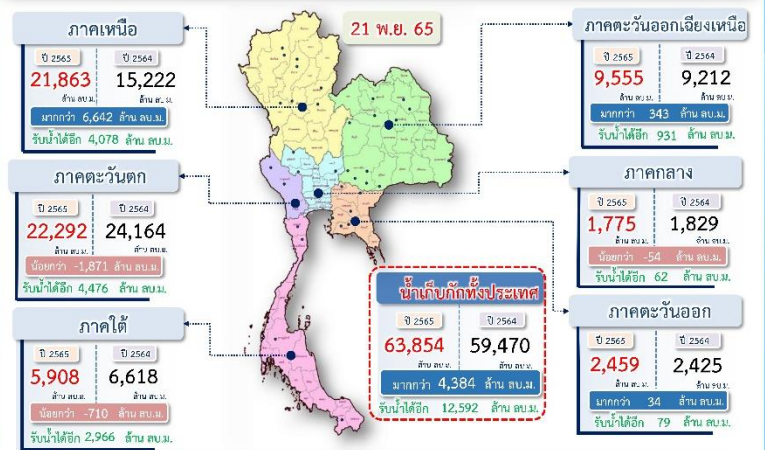 21 พ.ย. 65
ภาคเหนือ
ปี 2565 ปี 2564
21,863 15,222
ล้าน ลบ.ม. ล้าน ลบ.ม.
มากกว่า 6,642 ล้าน ลบ.ม.
รับน้ำได้อีก 4,078 ล้าน ลบ.ม.
ภาคตะวันตก
ปี 2565 ปี 2564
22,292 24,164
ล้าน ลบ.ม. ล้าน ลบ.ม.
น้อยกว่า -1,871 ล้าน ลบ.ม.
รับน้ำได้อีก 4,476 ล้าน ลบ.ม.
ภาคใต้
ปี 2565 ปี 2564
5,908 6,618
ล้าน ลบ.ม. ล้าน ลบ.ม.
น้อยกว่า -710 ล้าน ลบ.ม.
รับน้ำได้อีก 2,966 ล้าน ลบ.ม.
น้ำเก็บกักทั้งประเทศ
ปี 2565 ปี 2564
63,854 59,470
ล้าน ลบ.ม. ล้าน ลบ.ม.
มากกว่า 4,384 ล้าน ลบ.ม.
รับน้ำได้อีก 12,592 ล้าน ลบ.ม.
ภาคตะวันออกเฉียงเหนือ
ปี 2565 ปี 2564
9,555 9,212
ล้าน ลบ.ม. ล้าน ลบ.ม.
มากกว่า 343 ล้าน ลบ.ม.
รับน้ำได้อีก 931 ล้าน ลบ.ม.
ภาคกลาง
ปี 2565 ปี 2564
1,775 1,829
ล้าน ลบ.ม. ล้าน ลบ.ม.
น้อยกว่า -54 ล้าน ลบ.ม.
รับน้ำได้อีก 62 ล้าน ลบ.ม.
ภาคตะวันออก
ปี 2565 ปี 2564
2,459 2,425
ล้าน ลบ.ม. ล้าน ลบ.ม.
มากกว่า 34 ล้าน ลบ.ม.
รับน้ำได้อีก 79 ล้าน ลบ.ม.